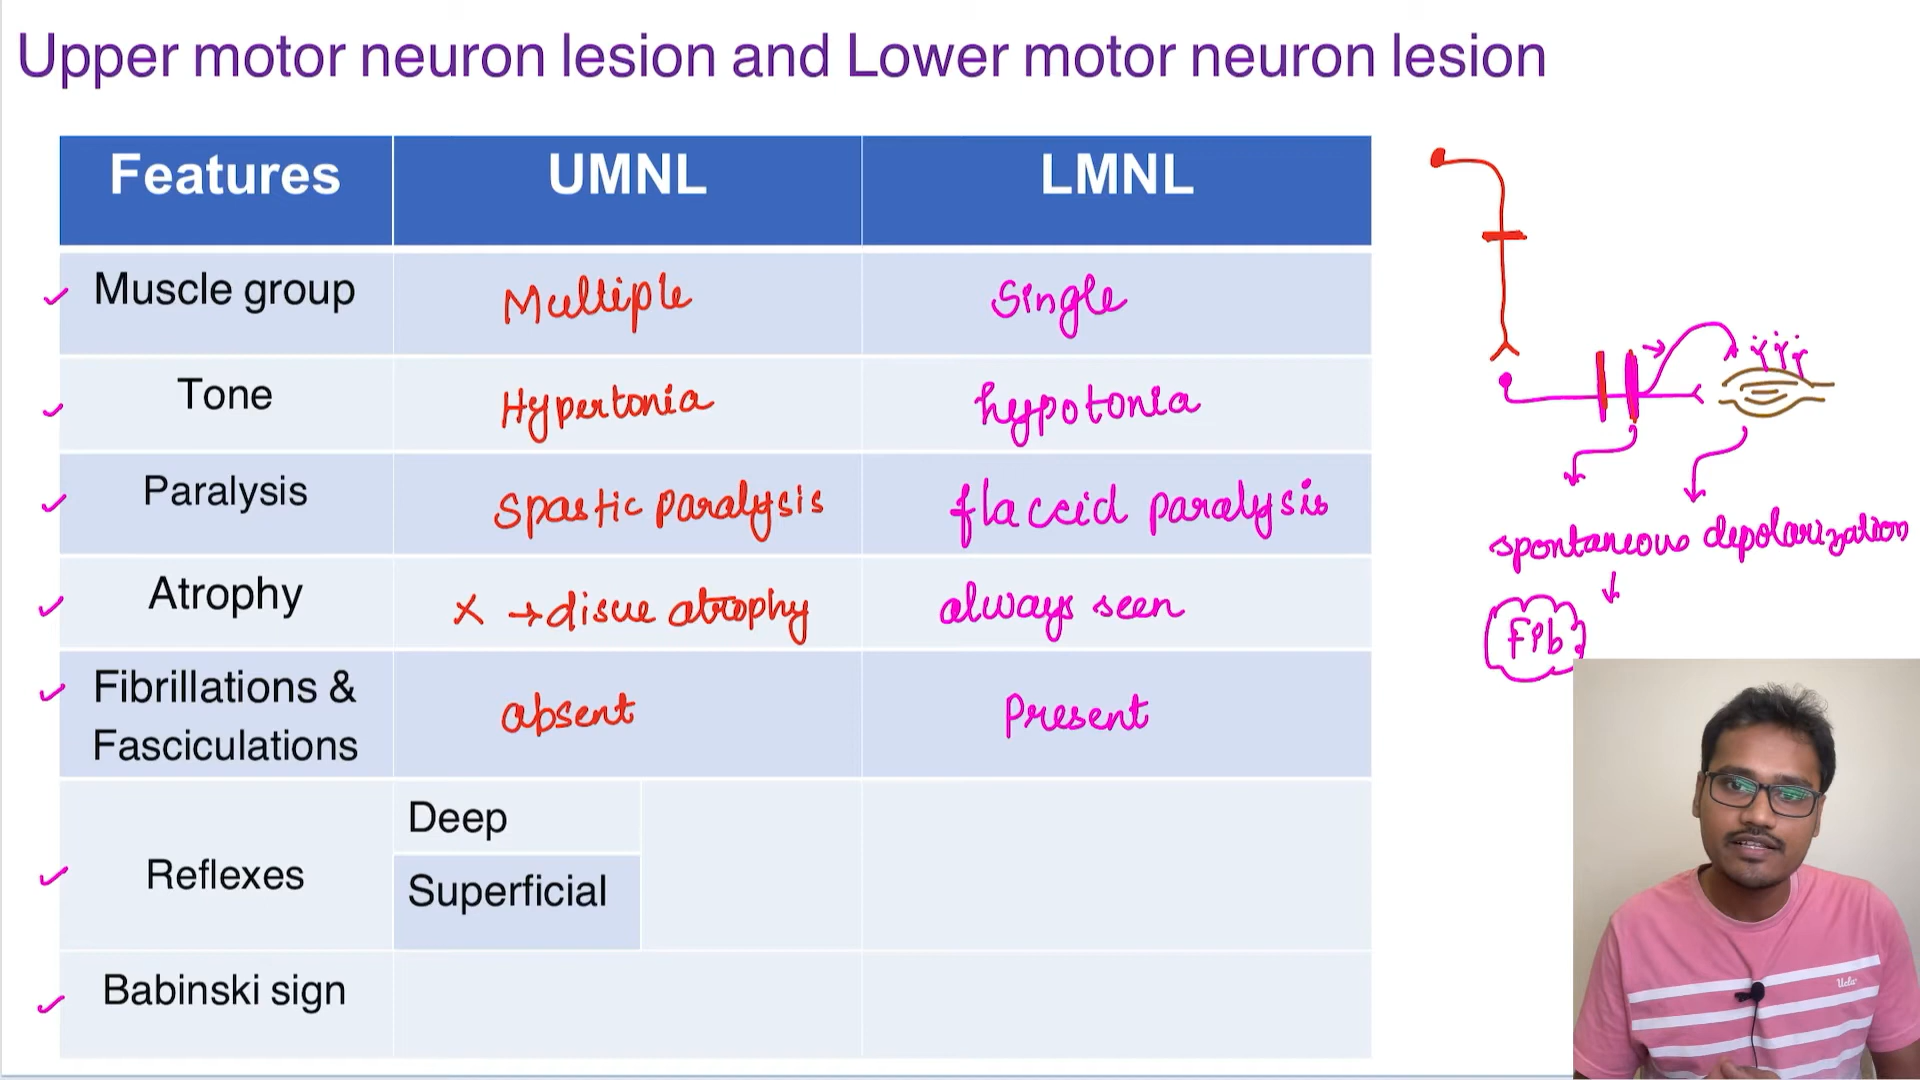 Upper motor neuron lesion and Lower motor neuron lesion
Features UMNL LMNL
Muscle group Multiple Single
Tone Hypertonia hypotonia
Paralysis Spastic paralysis flaccid paralysis
Atrophy x →disue atrophy always seen
Fibrillations &
Fasciculations absent Present
Reflexes
Deep
Superficial
Babinski sign
spontaneous depolarization
Fib
Ucla